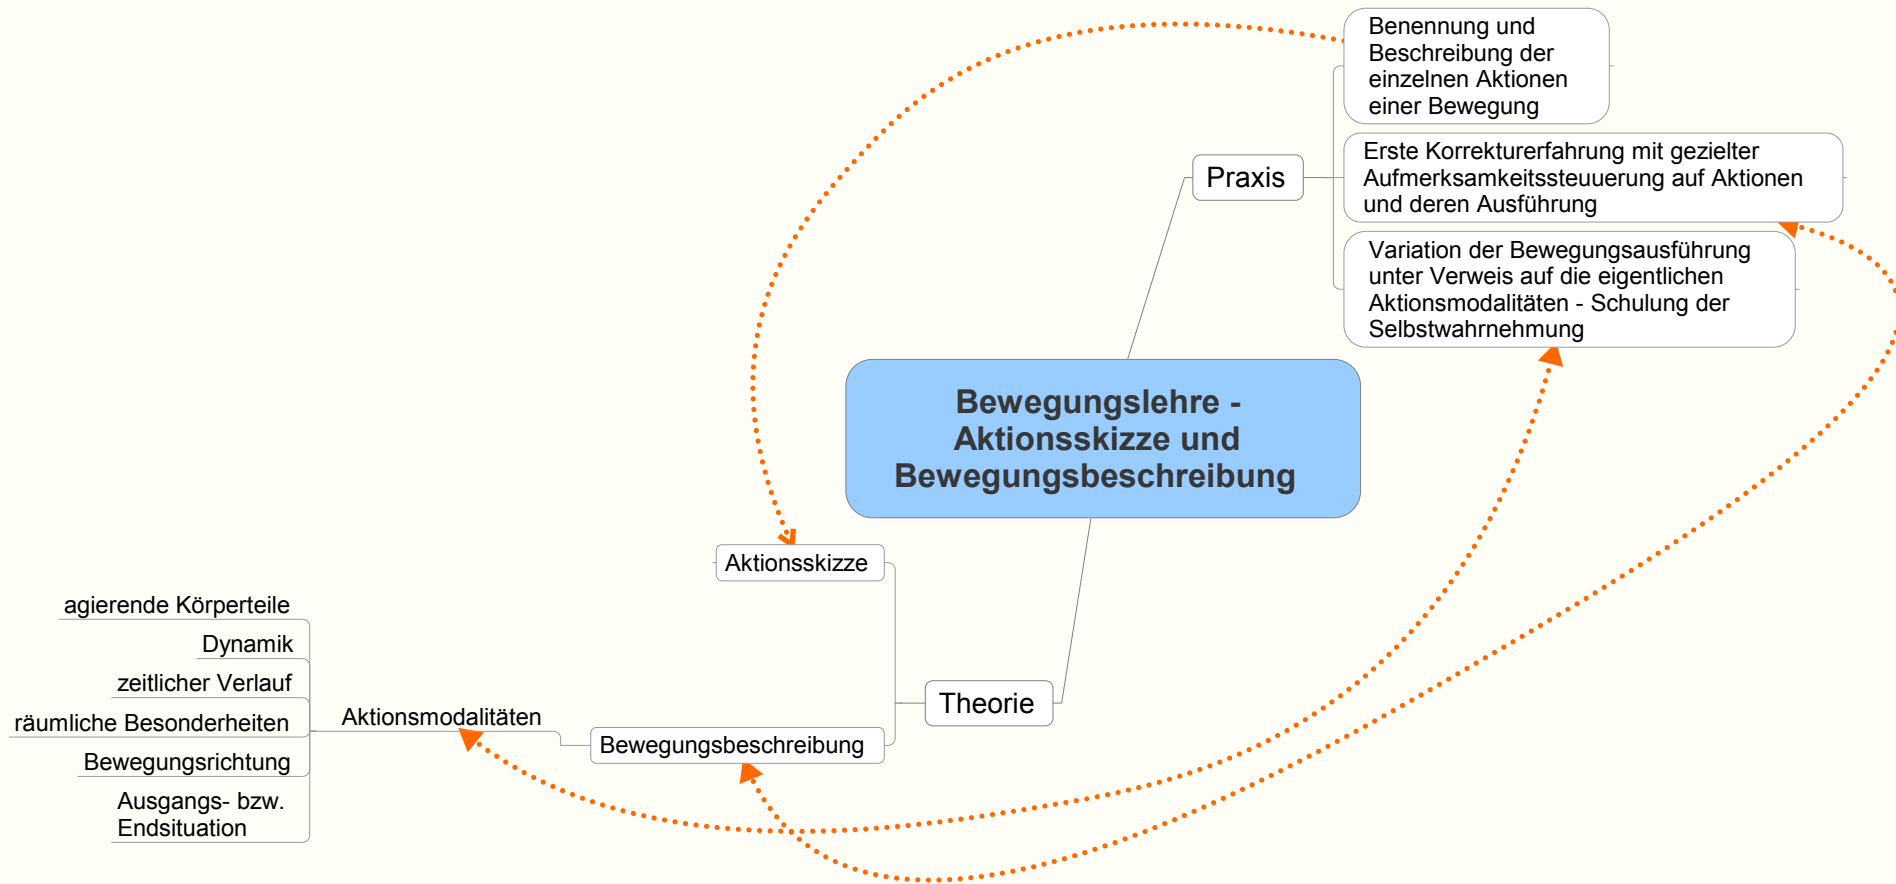 Benennung und
Beschreibung der
einzelnen Aktionen
einer Bewegung
Praxis
Erste Korrekturerfahrung mit gezielter
Aufmerksamkeitssteuuerung auf Aktionen
und deren Ausführung
Variation der Bewegungsausführung
unter Verweis auf die eigentlichen
Aktionsmodalitäten - Schulung der
Selbstwahrnehmung
Bewegungslehre -
Aktionsskizze und
Bewegungsbeschreibung
Aktionsskizze
Theorie
Bewegungsbeschreibung
Aktionsmodalitäten
agierende Körperteile
Dynamik
zeitlicher Verlauf
räumliche Besonderheiten
Bewegungsrichtung
Ausgangs- bzw.
Endsituation